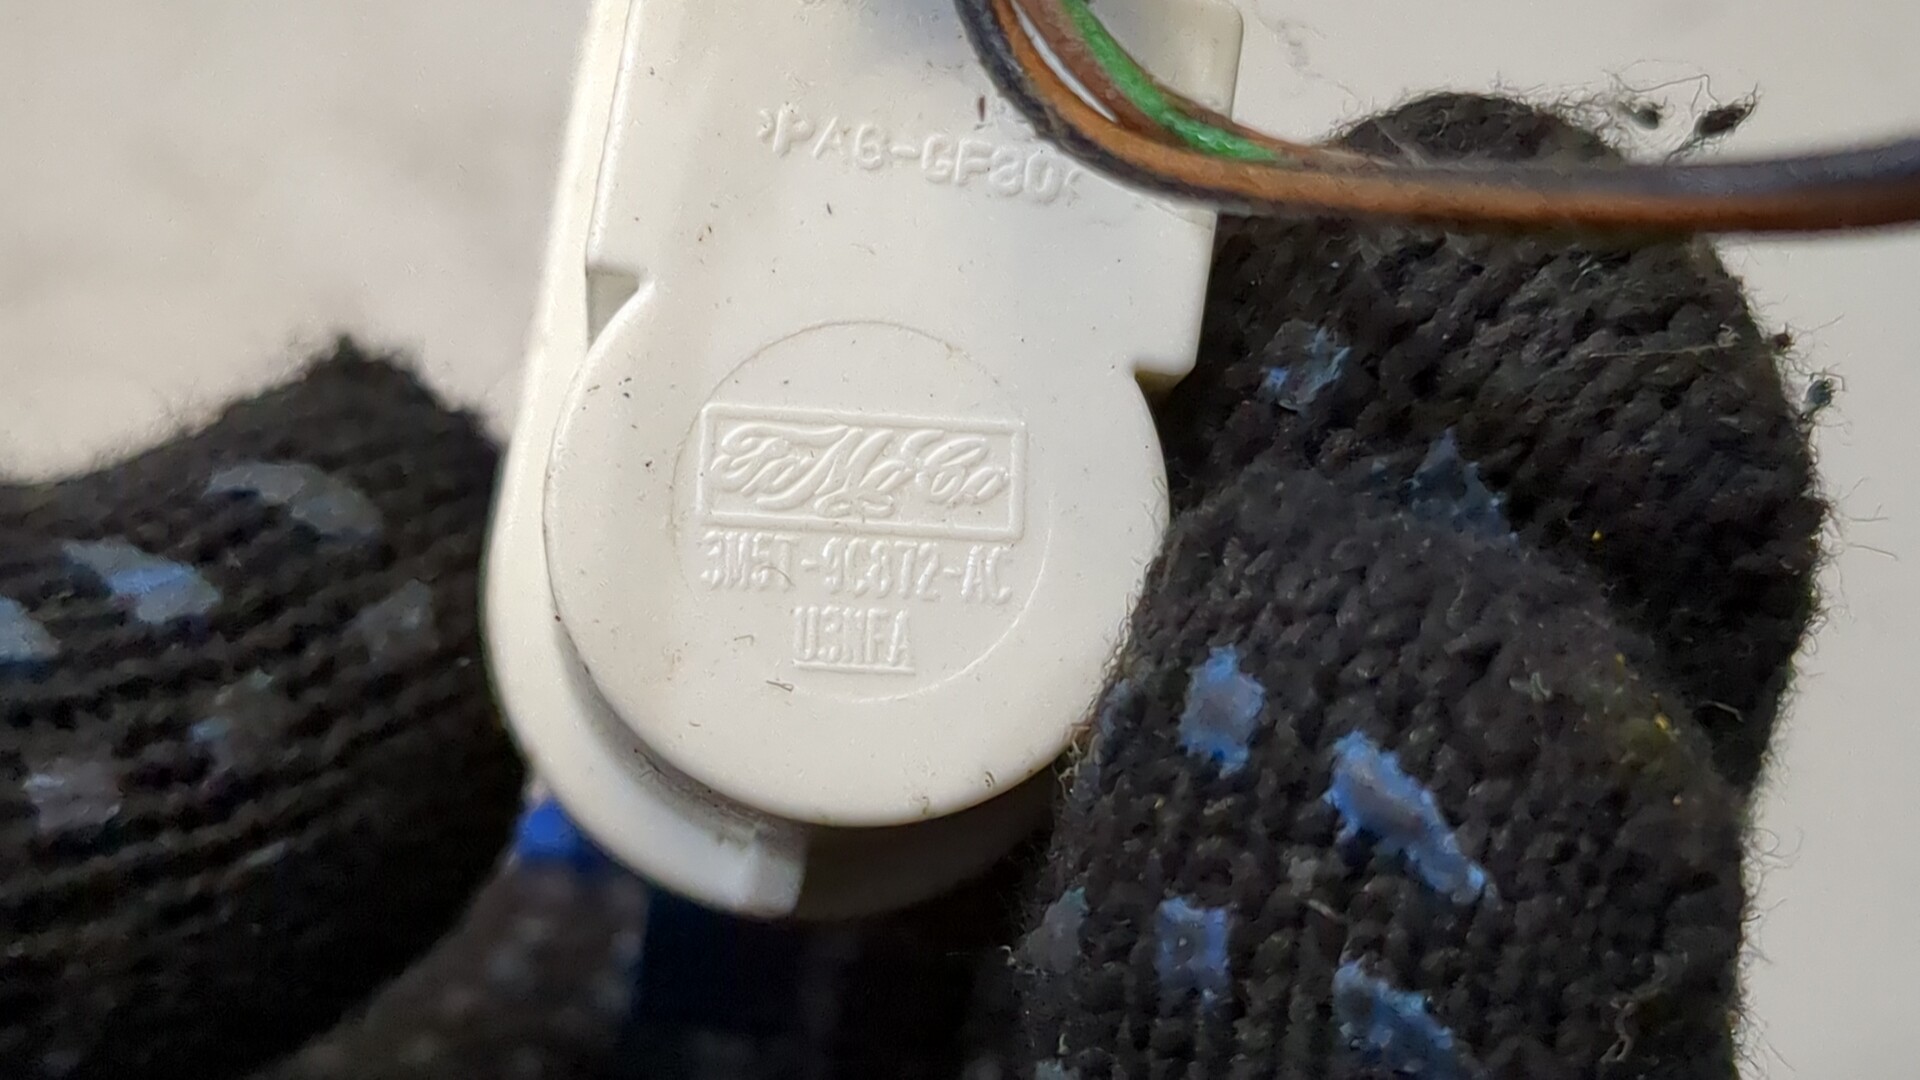 >PA6-GF30<
FoMoCo
3M5T-9C872-AC
U3NFA